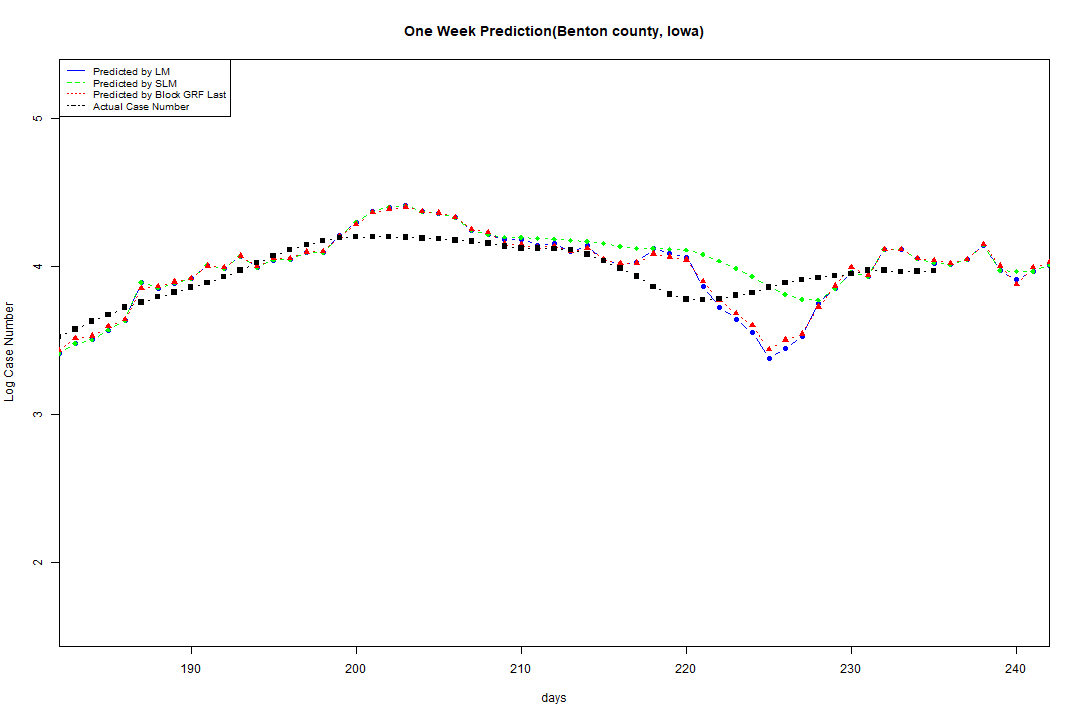 One Week Prediction(Benton county, Iowa)
Predicted by LM
Predicted by SLM
Predicted by Block GRF Last
Actual Case Number
5
4
3
2
Log Case Number
190 200 210 220 230 240
days